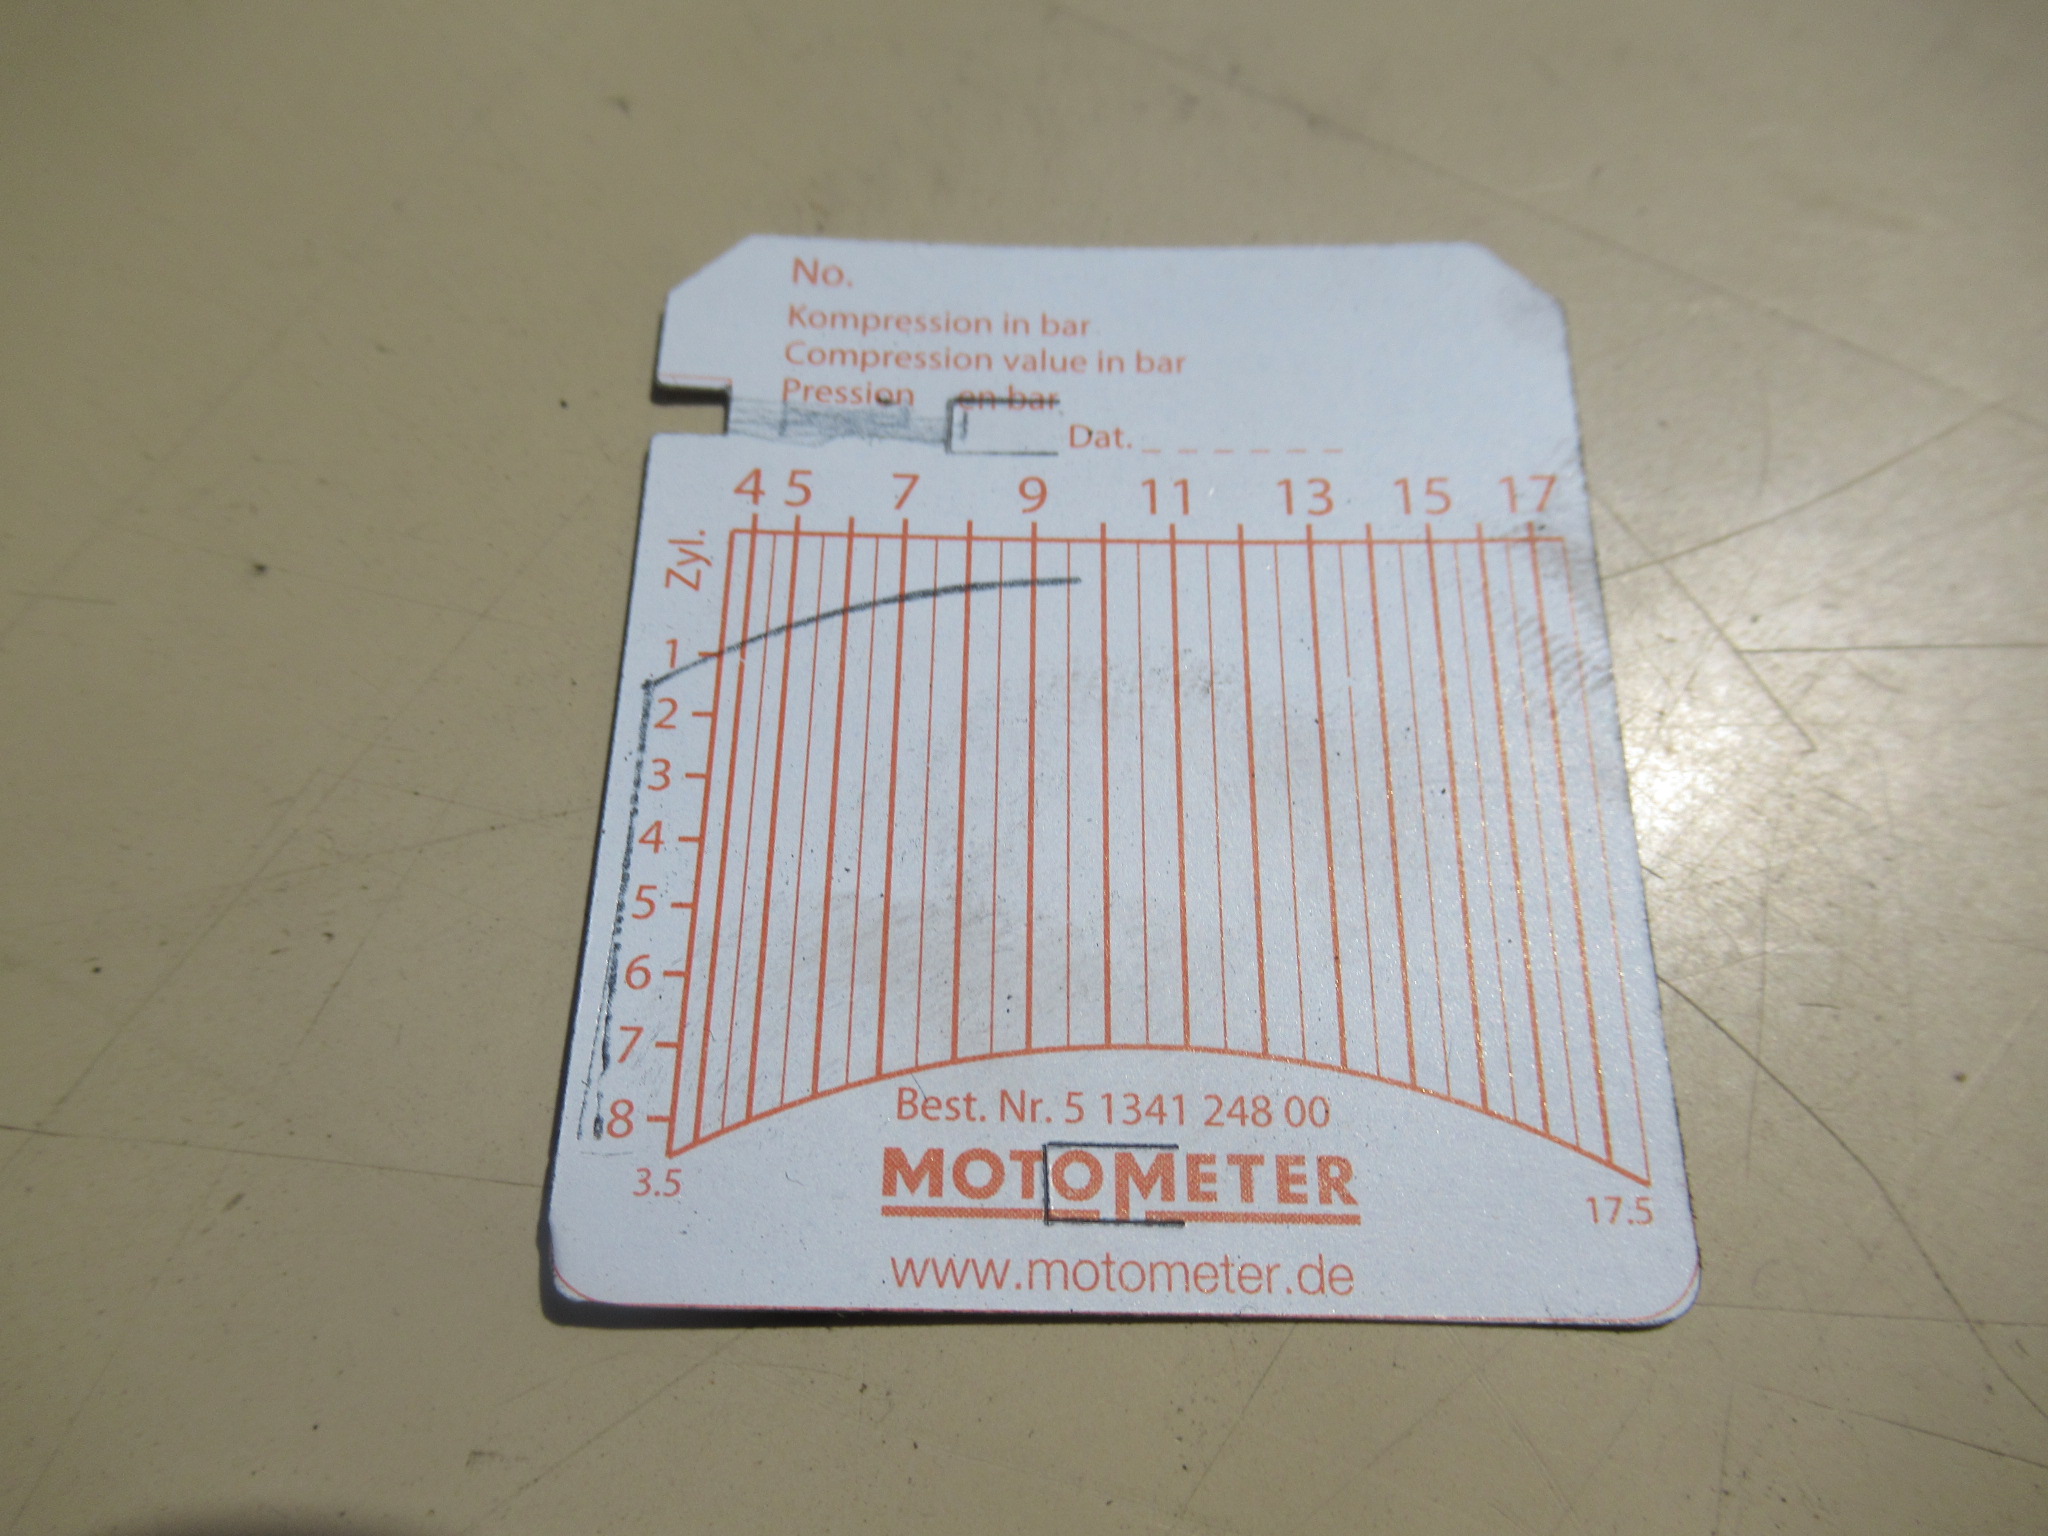 No.
Kompression in bar
Compression value in bar
Pression en bar
Dat. _ _ _ _ _ _
4 5 7 9 11 13 15 17
Zyl.
1
2
3
4
5
6
7
8
3.5
17.5
Best. Nr. 5 1341 248 00
MOTOMETER
www.motometer.de